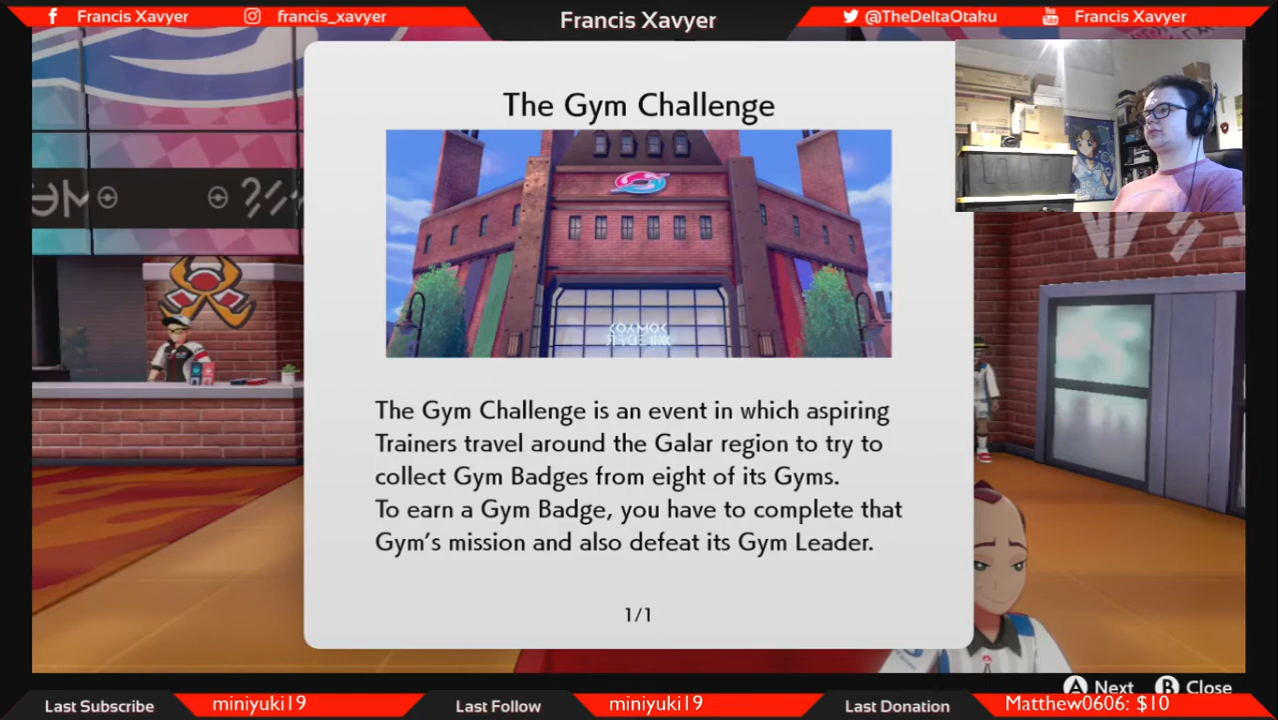 Francis Xavyer
francis_xavyer
Francis Xavyer
@TheDeltaOtaku
Francis Xavyer
The Gym Challenge
The Gym Challenge is an event in which aspiring
Trainers travel around the Galar region to try to
collect Gym Badges from eight of its Gyms.
To earn a Gym Badge, you have to complete that
Gym's mission and also defeat its Gym Leader.
1/1
A Next B Close
Last Subscribe
miniyuki19
Last Follow
miniyuki19
Last Donation
Matthew0606: $10